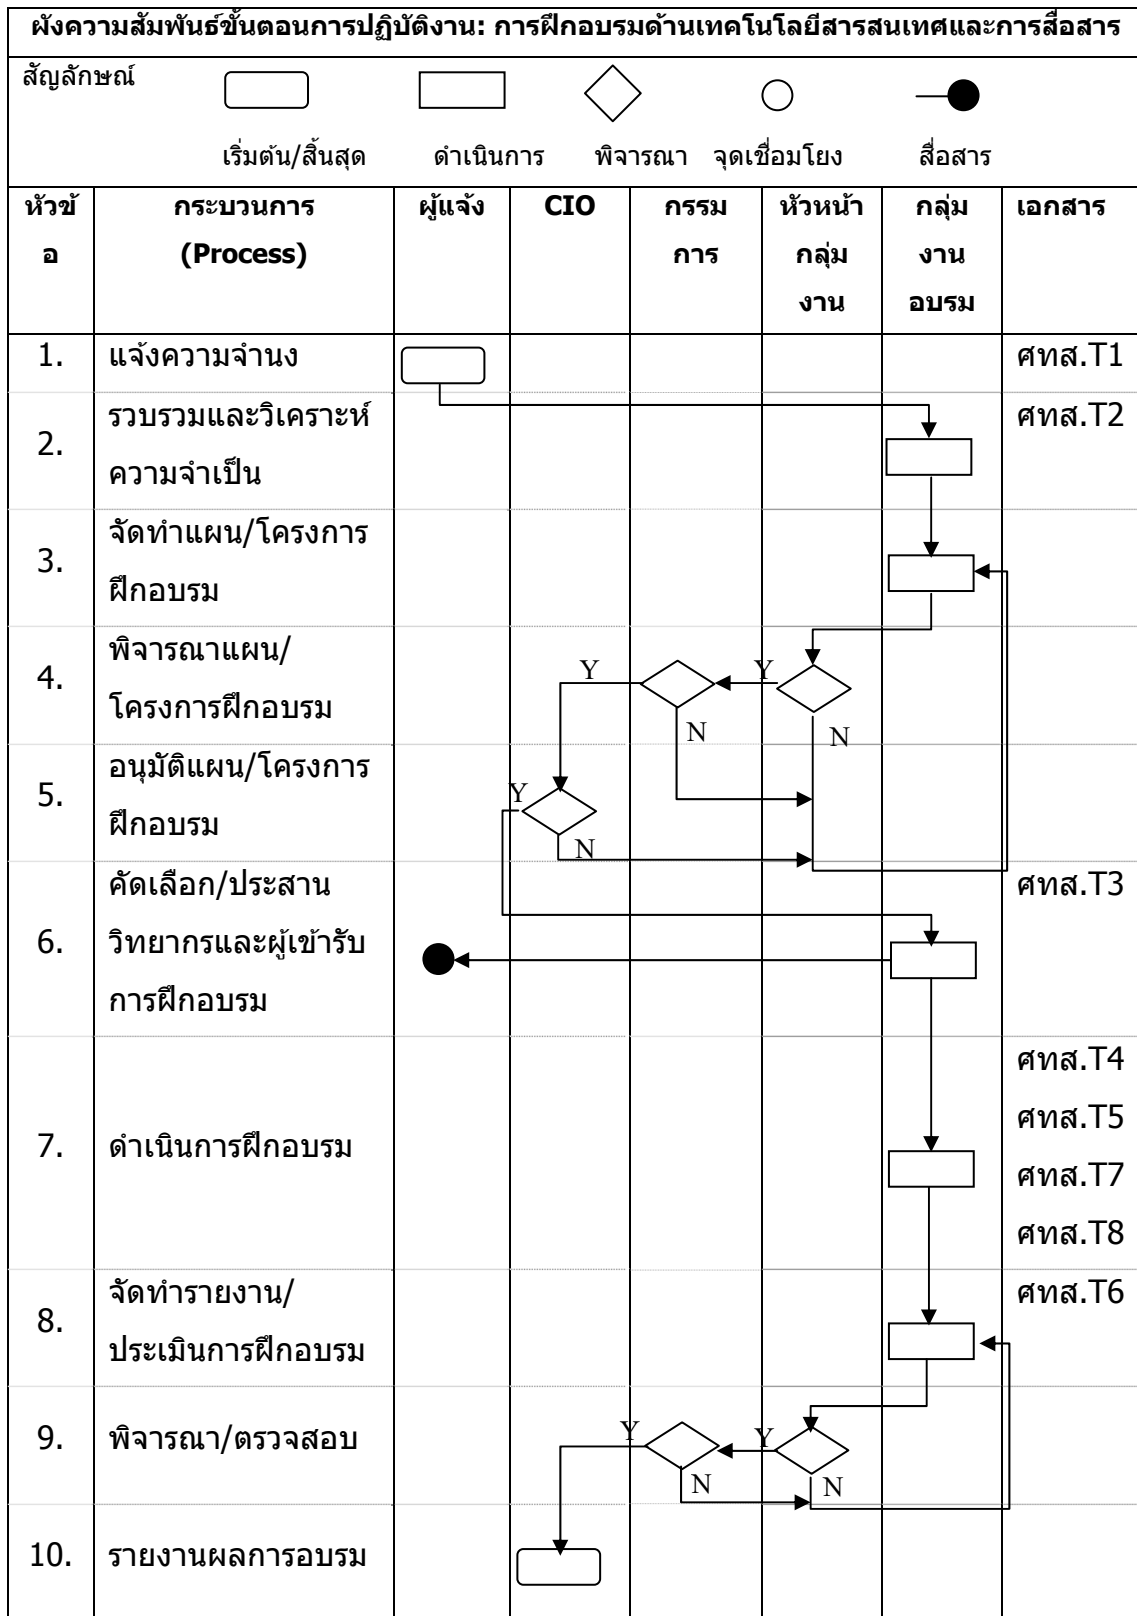 ผังความสัมพันธ์ขั้นตอนการปฏิบัติงาน: การฝึกอบรมด้านเทคโนโลยีสารสนเทศและการสื่อสาร
สัญลักษณ์
เริ่มต้น/สิ้นสุด ดำเนินการ พิจารณา จุดเชื่อมโยง สื่อสาร
หัวข้ กระบวนการ ผู้แจ้ง CIO กรรม หัวหน้า กลุ่ม เอกสาร
อ (Process) การ กลุ่ม งาน
งาน อบรม
1. แจ้งความจำนง ศทส.T1
รวบรวมและวิเคราะห์ ศทส.T2
2.
ความจำเป็น
จัดทำแผน/โครงการ
3.
ฝึกอบรม
พิจารณาแผน/
4. Y Y
โครงการฝึกอบรม
N N
อนุมัติแผน/โครงการ
5. Y
ฝึกอบรม
N
คัดเลือก/ประสาน ศทส.T3
6. วิทยากรและผู้เข้ารับ
การฝึกอบรม
ศทส.T4
ศทส.T5
7. ดำเนินการฝึกอบรม
ศทส.T7
ศทส.T8
จัดทำรายงาน/ ศทส.T6
8.
ประเมินการฝึกอบรม
9. พิจารณา/ตรวจสอบ Y Y
N N
10. รายงานผลการอบรม